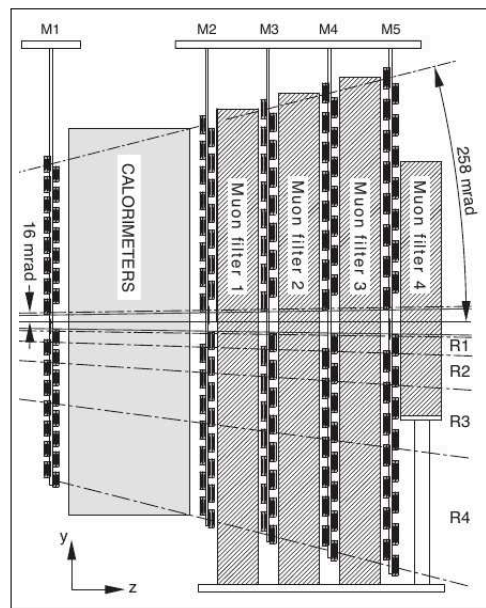 M1
M2
M3
M4
M5
CALORIMETERS
Muon filter 1
Muon filter 2
Muon filter 3
Muon filter 4
258 mrad
16 mrad
R1
R2
R3
R4
y
z